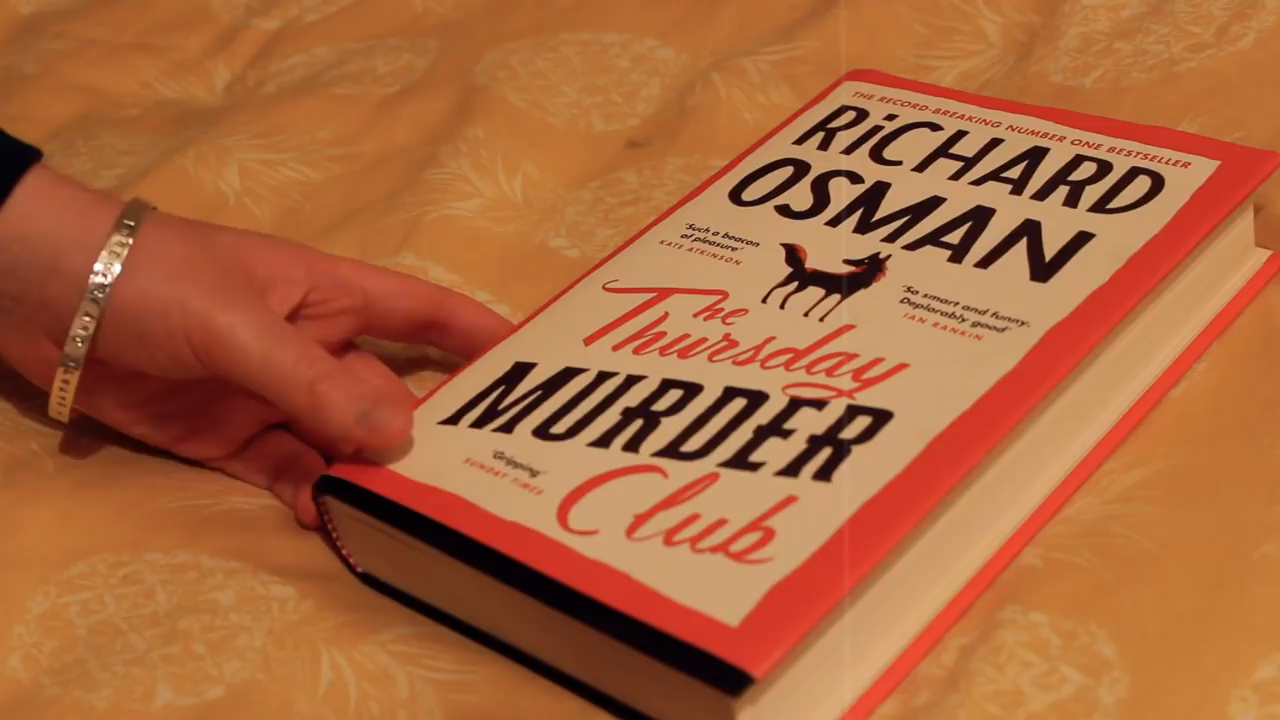 THE RECORD-BREAKING NUMBER ONE BESTSELLER
RiCHARD
OSMAN
'Such a beacon
of pleasure'
KATE ATKINSON
'So smart and funny.
Deplorably good'
IAN RANKIN
The
Thursday
MURDER
Club
'Gripping'
SUNDAY TIMES